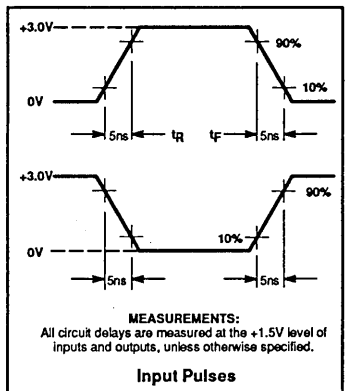 +3.0V
90%
10%
0V
5ns tR tF 5ns
+3.0V
90%
10%
0V
5ns 5ns
MEASUREMENTS:
All circuit delays are measured at the +1.5V level of
inputs and outputs, unless otherwise specified.
Input Pulses